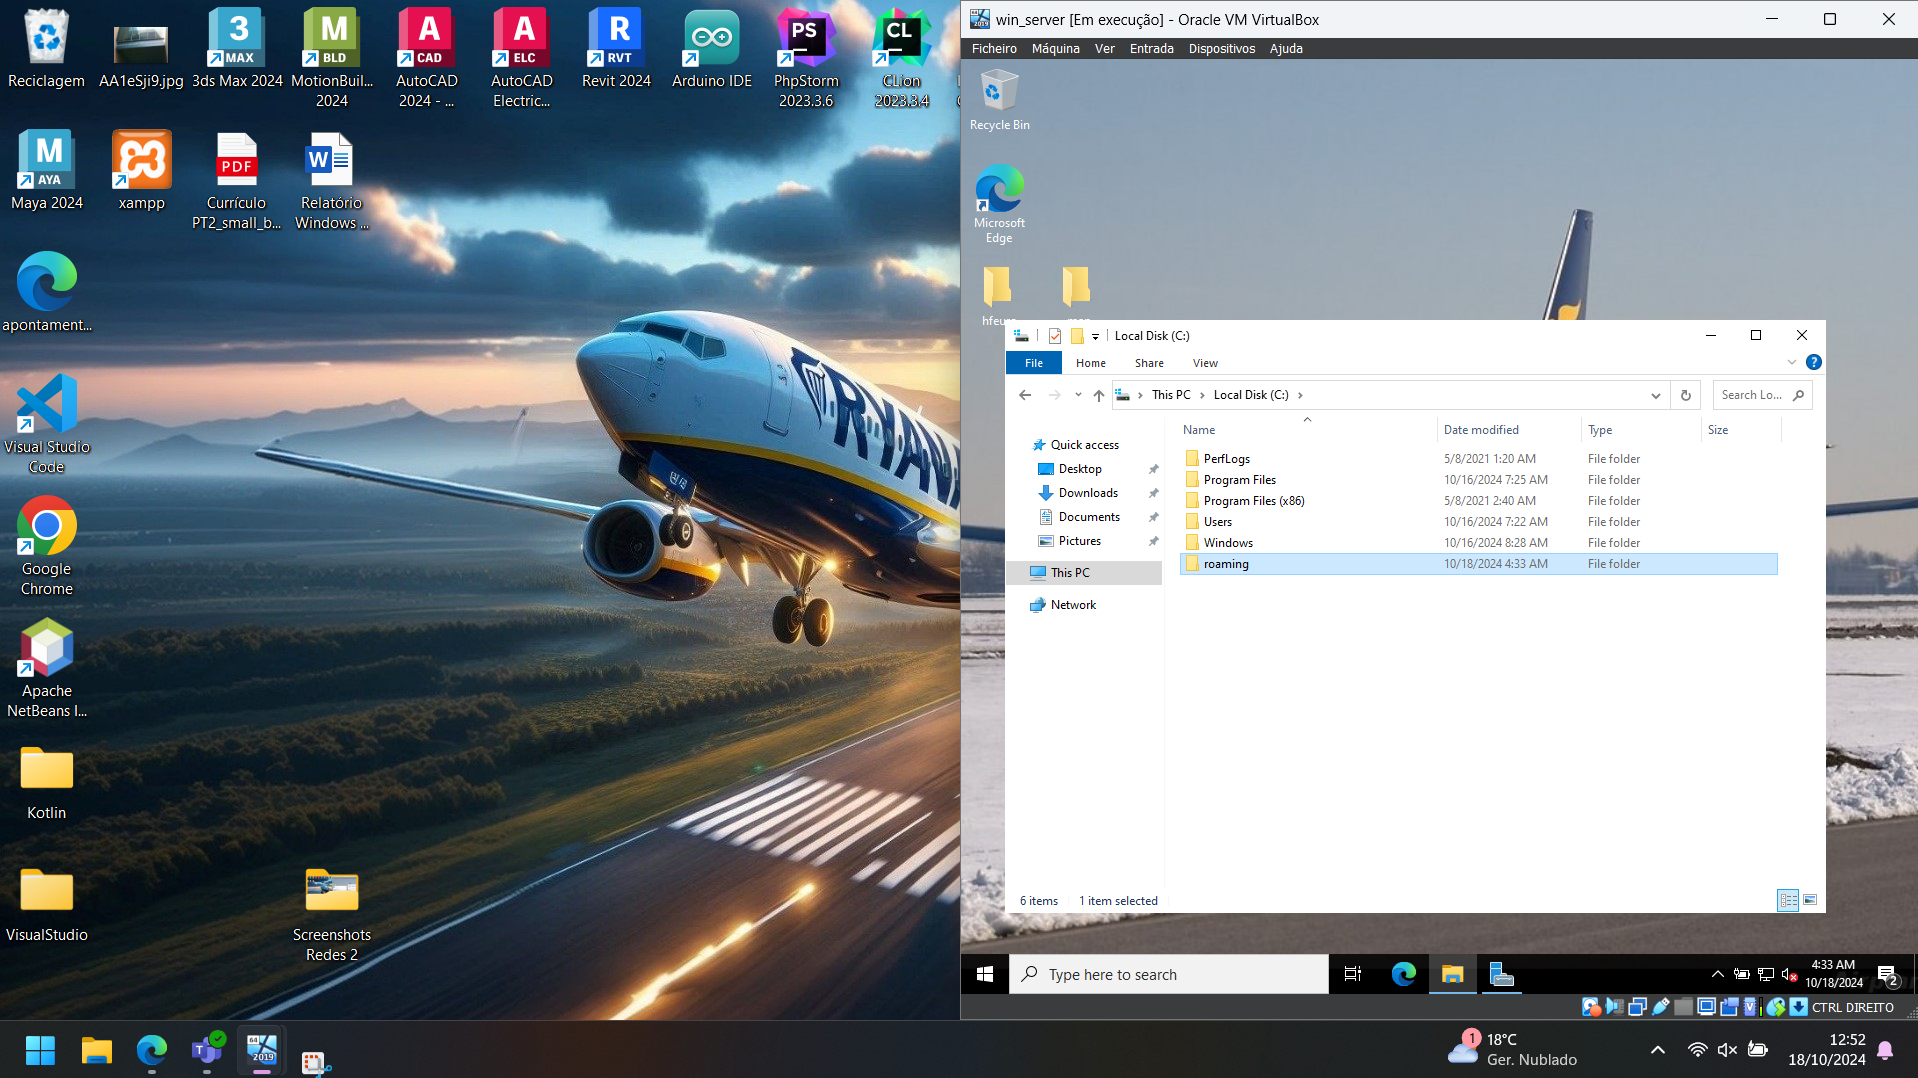 Reciclagem
AA1eSji9.jpg
3
MAX
3ds Max 2024
M
BLD
MotionBuil...
2024
A
CAD
AutoCAD
2024 - ...
A
ELC
AutoCAD
Electric...
R
RVT
Revit 2024
Arduino IDE
PS
PhpStorm
2023.3.6
CL
CLion
2023.3.4
M
AYA
Maya 2024
xampp
PDF
Currículo
PT2_small_b...
W
Relatório
Windows ...
apontament...
Visual Studio
Code
Google
Chrome
Apache
NetBeans I...
Kotlin
VisualStudio
Screenshots
Redes 2
RYAN
win_server [Em execução] - Oracle VM VirtualBox
Ficheiro Máquina Ver Entrada Dispositivos Ajuda
Recycle Bin
Microsoft
Edge
Local Disk (C:)
File Home Share View
This PC > Local Disk (C:) >
Search Lo...
Quick access
Desktop
Downloads
Documents
Pictures
This PC
Network
Name Date modified Type Size
PerfLogs 5/8/2021 1:20 AM File folder
Program Files 10/16/2024 7:25 AM File folder
Program Files (x86) 5/8/2021 2:40 AM File folder
Users 10/16/2024 7:22 AM File folder
Windows 10/16/2024 8:28 AM File folder
roaming 10/18/2024 4:33 AM File folder
6 items 1 item selected
Type here to search
4:33 AM
10/18/2024
2
CTRL DIREITO
64
2019
1
18°C
Ger. Nublado
12:52
18/10/2024